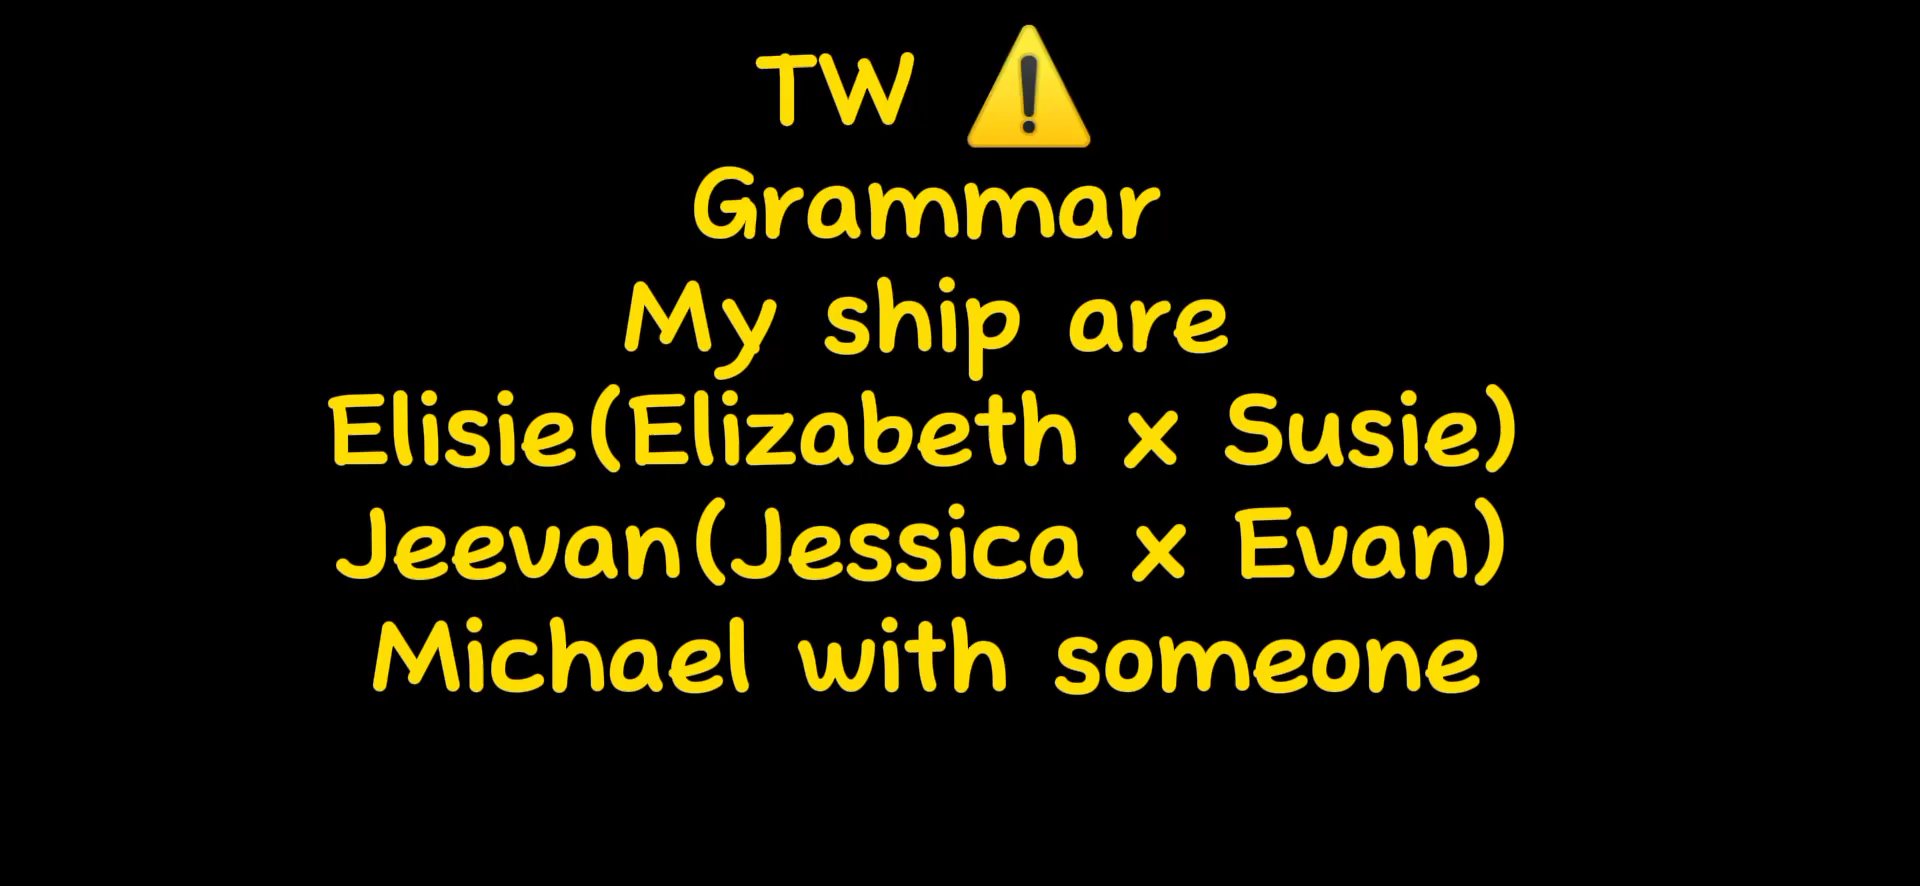 TW ⚠️
Grammar
My ship are
Elisie(Elizabeth x Susie)
Jeevan(Jessica x Evan)
Michael with someone